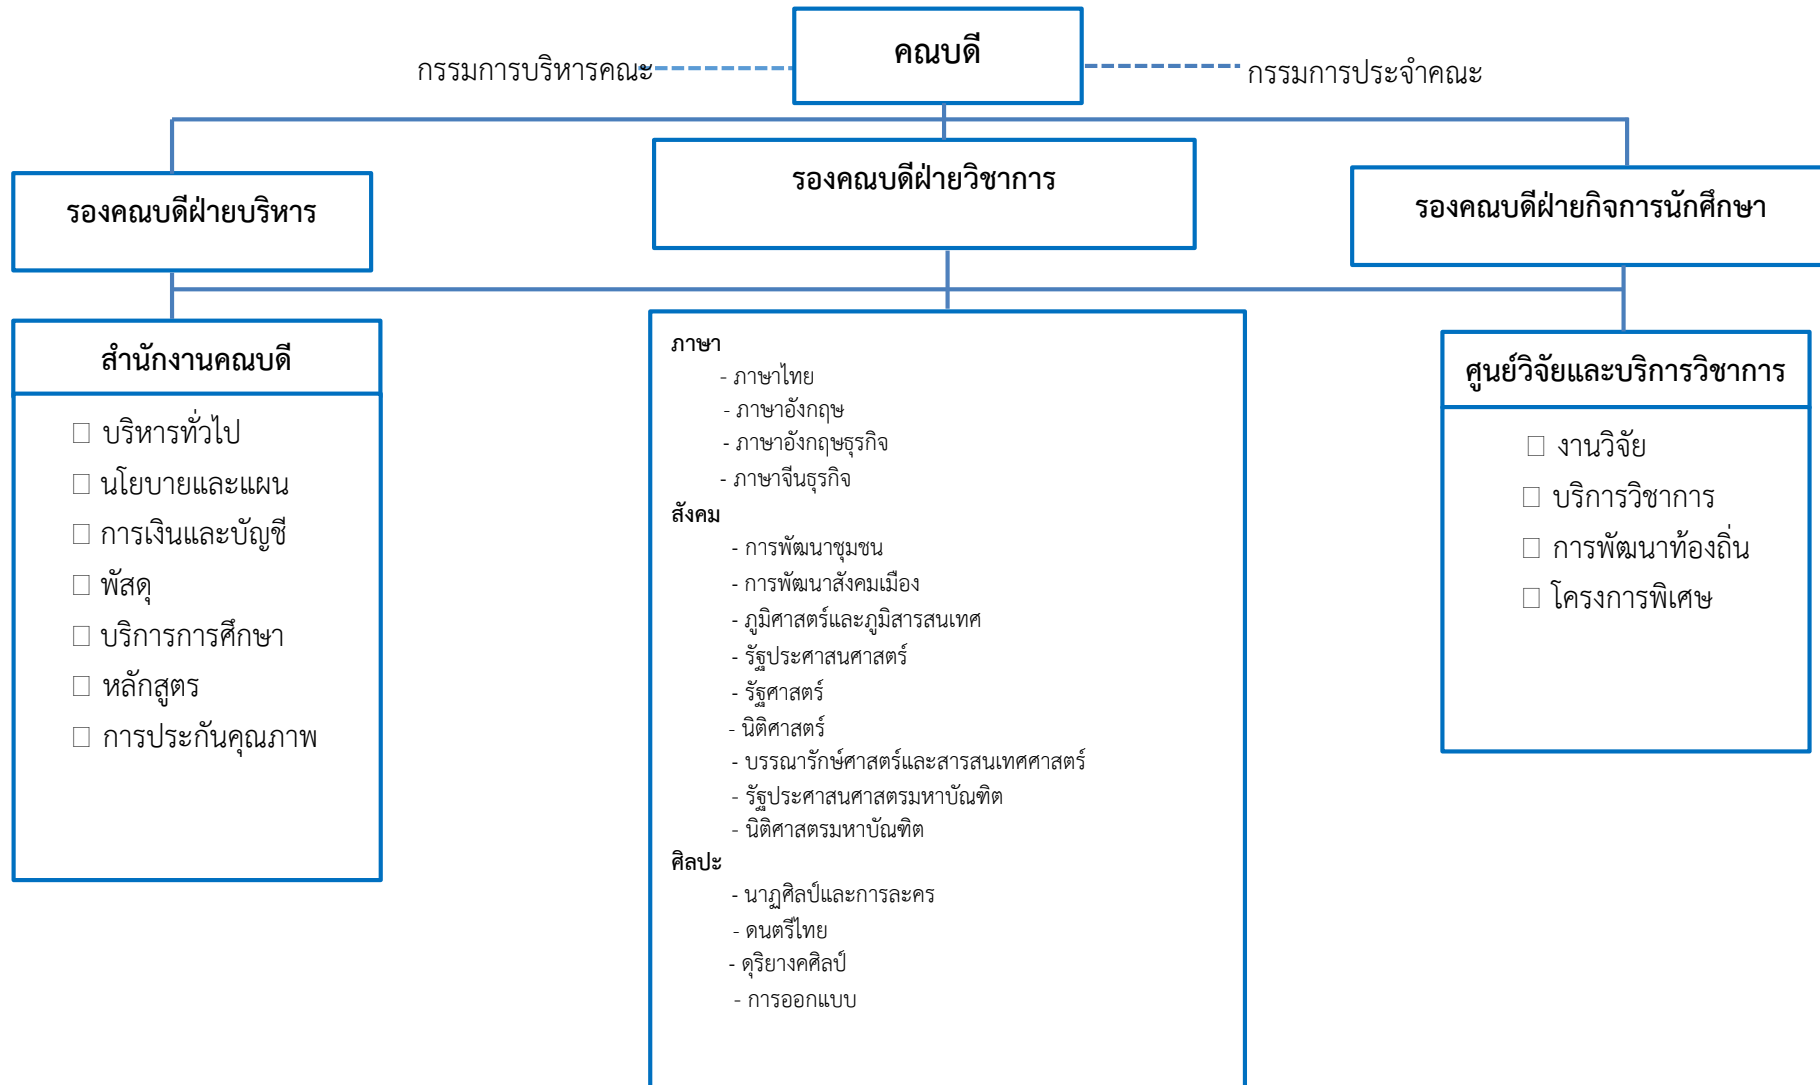 คณบดี
กรรมการบริหารคณะ
กรรมการประจำคณะ
รองคณบดีฝ่ายบริหาร
รองคณบดีฝ่ายวิชาการ
รองคณบดีฝ่ายกิจการนักศึกษา
สำนักงานคณบดี
□ บริหารทั่วไป
□ นโยบายและแผน
□ การเงินและบัญชี
□ พัสดุ
□ บริการการศึกษา
□ หลักสูตร
□ การประกันคุณภาพ
ภาษา
- ภาษาไทย
- ภาษาอังกฤษ
- ภาษาอังกฤษธุรกิจ
- ภาษาจีนธุรกิจ
สังคม
- การพัฒนาชุมชน
- การพัฒนาสังคมเมือง
- ภูมิศาสตร์และภูมิสารสนเทศ
- รัฐประศาสนศาสตร์
- รัฐศาสตร์
- นิติศาสตร์
- บรรณารักษ์ศาสตร์และสารสนเทศศาสตร์
- รัฐประศาสนศาสตรมหาบัณฑิต
- นิติศาสตรมหาบัณฑิต
ศิลปะ
- นาฏศิลป์และการละคร
- ดนตรีไทย
- ดุริยางคศิลป์
- การออกแบบ
ศูนย์วิจัยและบริการวิชาการ
□ งานวิจัย
□ บริการวิชาการ
□ การพัฒนาท้องถิ่น
□ โครงการพิเศษ